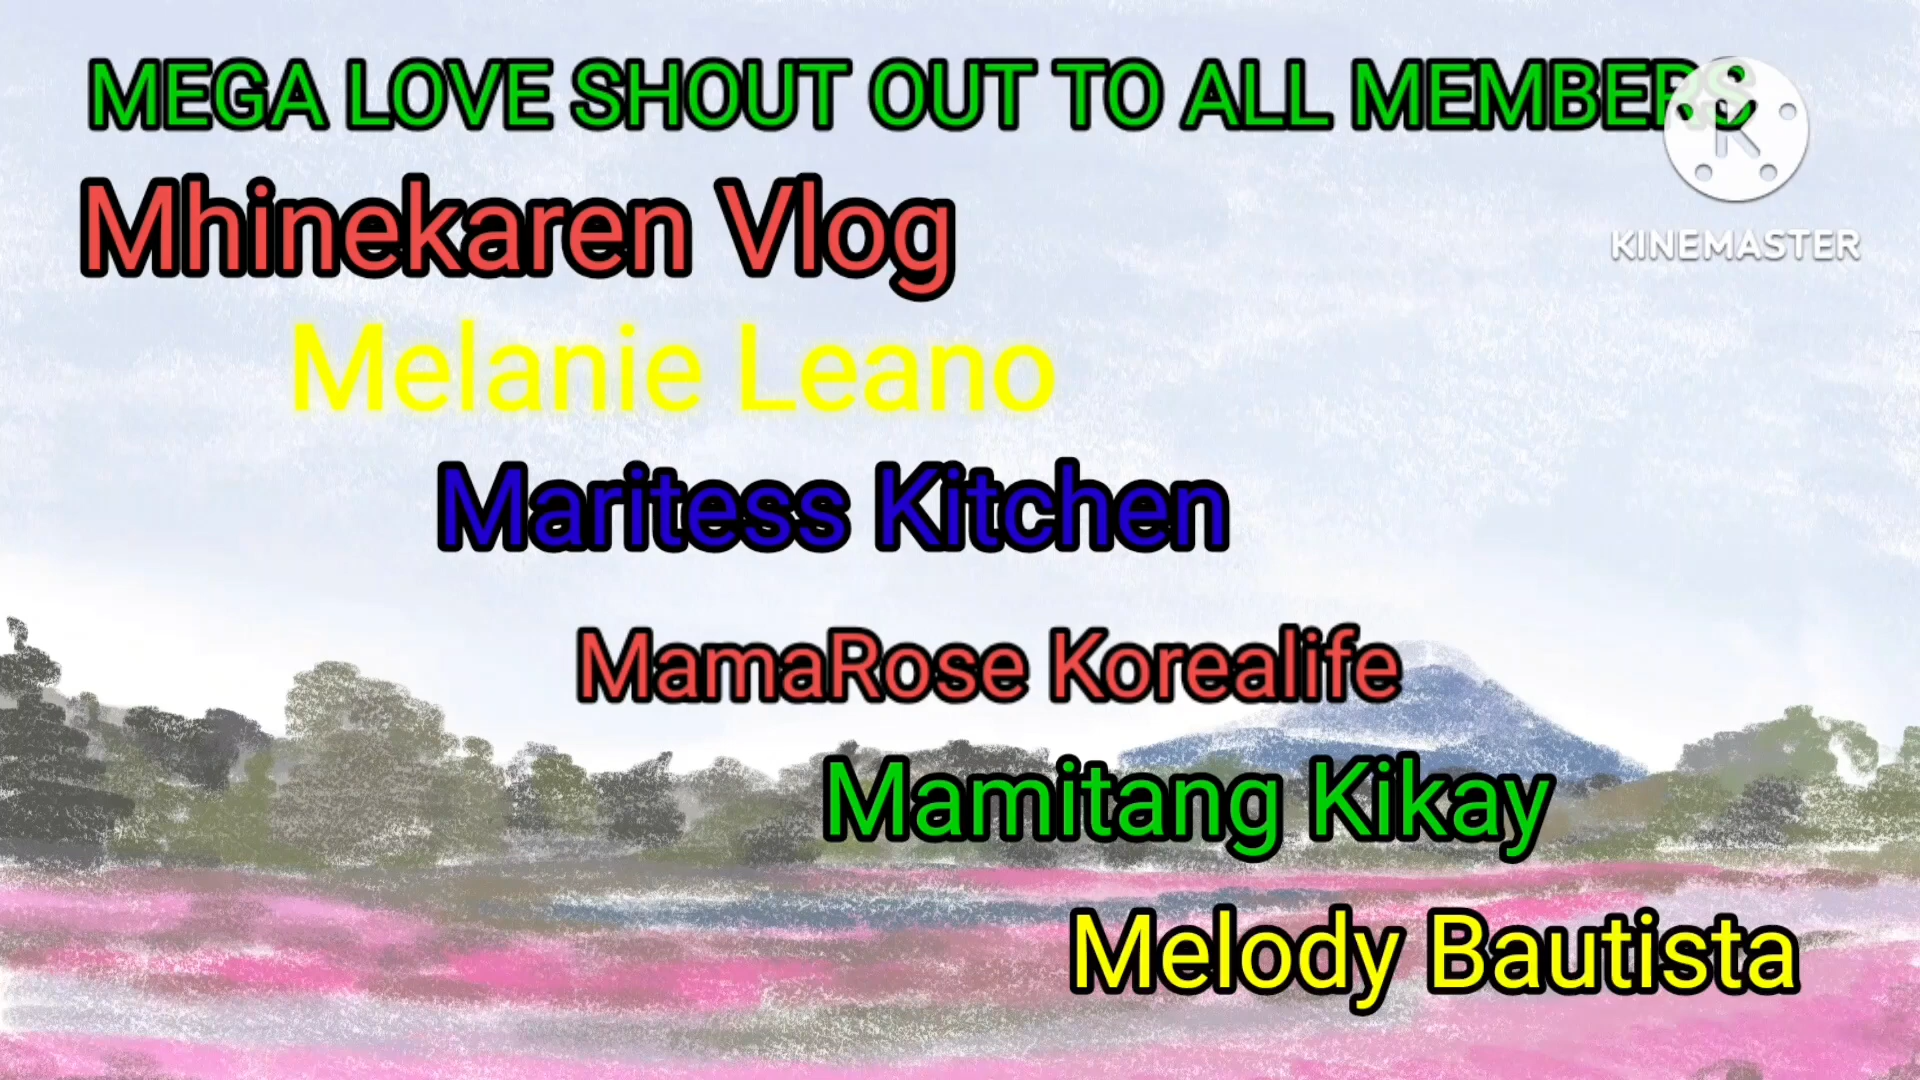 MEGA LOVE SHOUT OUT TO ALL MEMBERS
K
KINEMASTER
Mhinekaren Vlog
Melanie Leano
Maritess Kitchen
MamaRose Korealife
Mamitang Kikay
Melody Bautista